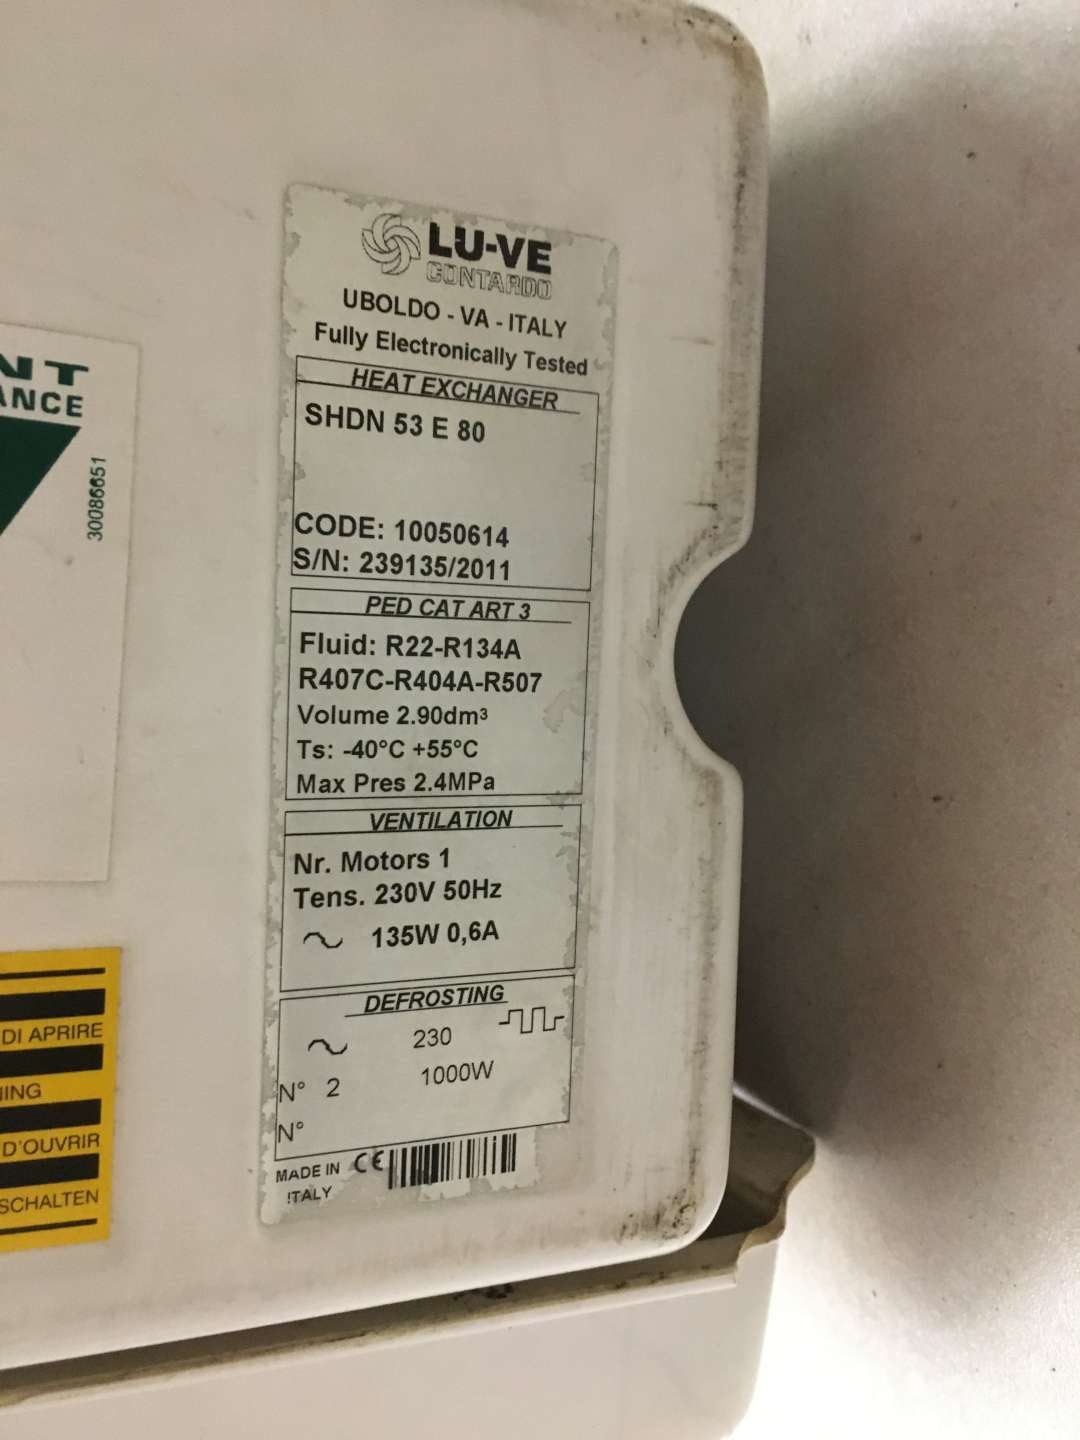 LU-VE
CONTARDO
UBOLDO - VA - ITALY
Fully Electronically Tested
HEAT EXCHANGER
SHDN 53 E 80
CODE: 10050614
S/N: 239135/2011
PED CAT ART 3
Fluid: R22-R134A
R407C-R404A-R507
Volume 2.90dm³
Ts: -40°C +55°C
Max Pres 2.4MPa
VENTILATION
Nr. Motors 1
Tens. 230V 50Hz
135W 0,6A
DEFROSTING
230
N° 2 1000W
N°
MADE IN CE
ITALY
NT
ANCE
30086651
DI APRIRE
NING
D'OUVRIR
SCHALTEN